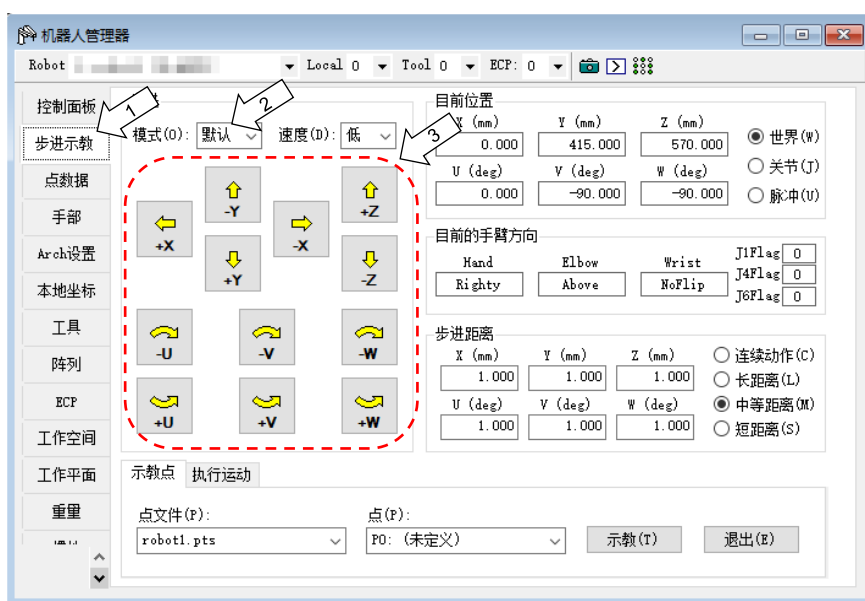 机器人管理器
Robot Local 0 Tool 0 ECP: 0
控制面板
步进示教
点数据
手部
Arch设置
本地坐标
工具
阵列
ECP
工作空间
工作平面
重量
1
2
3
模式(O): 默认 速度(D): 低
-Y
+Z
+X
-X
+Y
-Z
-U
-V
-W
+U
+V
+W
目前位置
X (mm) Y (mm) Z (mm)
0.000 415.000 570.000
U (deg) V (deg) W (deg)
0.000 -90.000 -90.000
世界(W)
关节(J)
脉冲(U)
目前的手臂方向
Hand Elbow Wrist
Righty Above NoFlip
J1Flag 0
J4Flag 0
J6Flag 0
步进距离
X (mm) Y (mm) Z (mm)
1.000 1.000 1.000
U (deg) V (deg) W (deg)
1.000 1.000 1.000
连续动作(C)
长距离(L)
中等距离(M)
短距离(S)
示教点 执行运动
点文件(P): 点(P):
robot1.pts P0: (未定义) 示教(T) 退出(E)